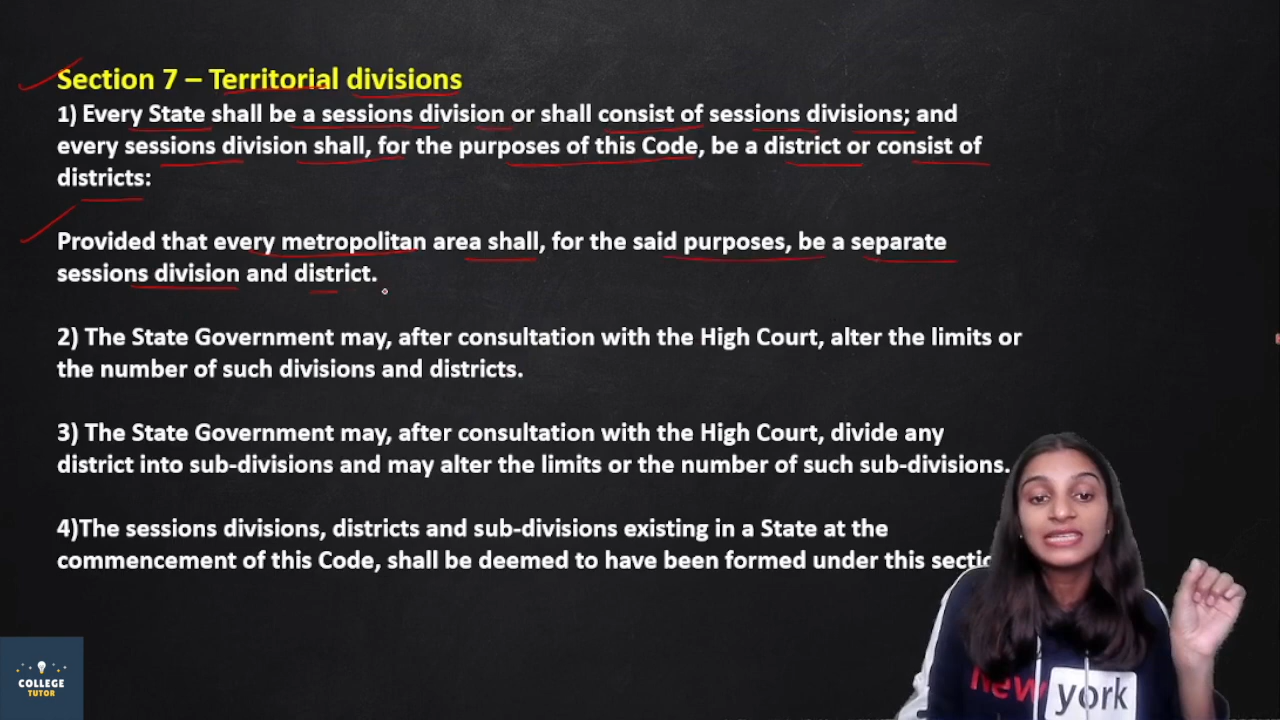 Section 7 – Territorial divisions
1) Every State shall be a sessions division or shall consist of sessions divisions; and
every sessions division shall, for the purposes of this Code, be a district or consist of
districts:
Provided that every metropolitan area shall, for the said purposes, be a separate
sessions division and district.
2) The State Government may, after consultation with the High Court, alter the limits or
the number of such divisions and districts.
3) The State Government may, after consultation with the High Court, divide any
district into sub-divisions and may alter the limits or the number of such sub-divisions.
4)The sessions divisions, districts and sub-divisions existing in a State at the
commencement of this Code, shall be deemed to have been formed under this sectio
COLLEGE
TUTOR
new york